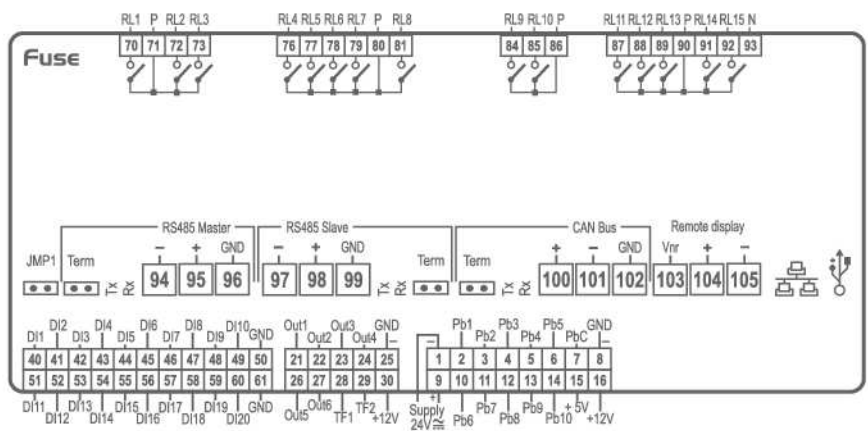 RL1 P RL2 RL3 RL4 RL5 RL6 RL7 P RL8 RL9 RL10 P RL11 RL12 RL13 P RL14 RL15 N
70 71 72 73 76 77 78 79 80 81 84 85 86 87 88 89 90 91 92 93
Fuse
RS485 Master RS485 Slave CAN Bus Remote display
JMP1 Term − + GND − + GND Term Term + − GND Vnr + −
Tx Rx 94 95 96 97 98 99 Tx Rx Tx Rx 100 101 102 103 104 105
DI2 DI4 DI6 DI8 DI10 Out1 Out3 GND Pb1 Pb3 Pb5 GND
DI1 DI3 DI5 DI7 DI9 GND Out2 Out4 − − Pb2 Pb4 PbC −
40 41 42 43 44 45 46 47 48 49 50 21 22 23 24 25 1 2 3 4 5 6 7 8
51 52 53 54 55 56 57 58 59 60 61 26 27 28 29 30 9 10 11 12 13 14 15 16
DI11 DI13 DI15 DI17 DI19 GND Out6 TF2 + Supply Pb7 Pb9 + 5V
DI12 DI14 DI16 DI18 DI20 Out5 TF1 +12V 24V≂ Pb6 Pb8 Pb10 +12V